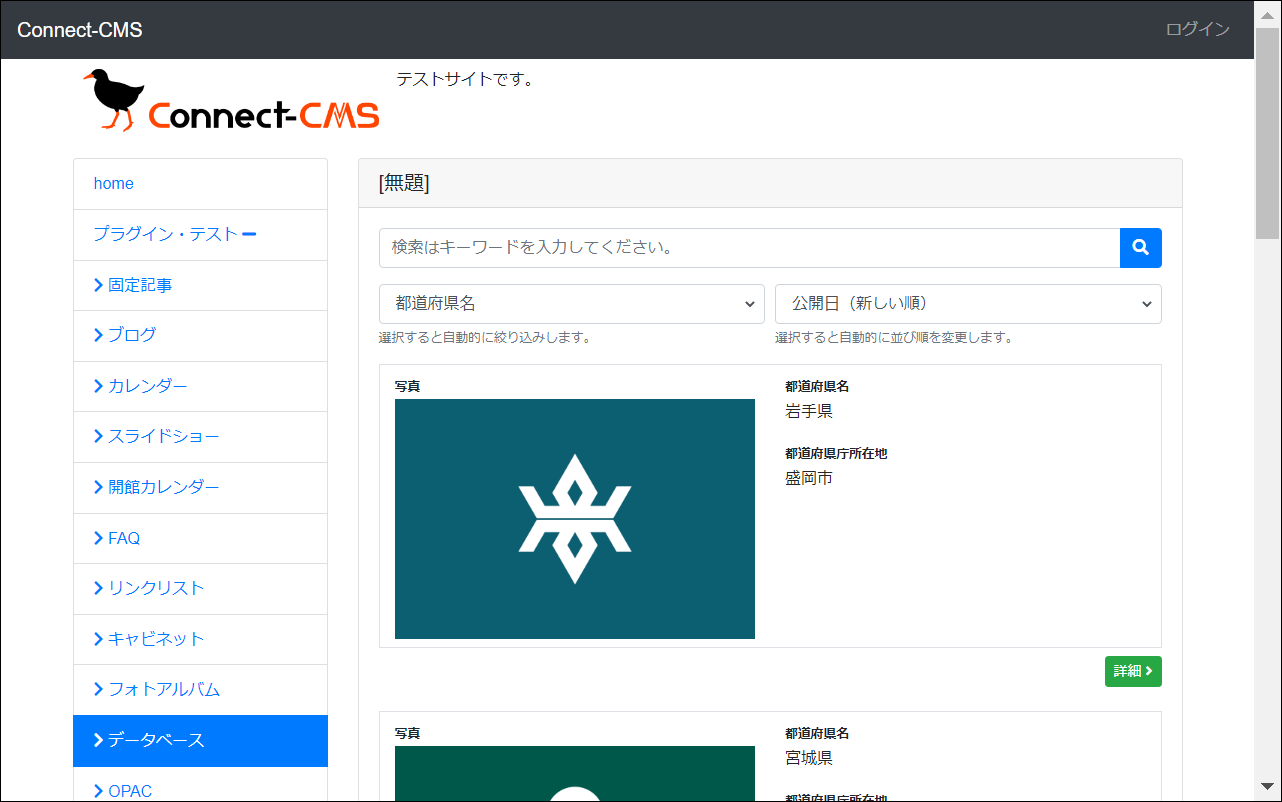 Connect-CMS
ログイン
Connect-CMS
テストサイトです。
home
プラグイン・テスト
固定記事
ブログ
カレンダー
スライドショー
開館カレンダー
FAQ
リンクリスト
キャビネット
フォトアルバム
データベース
OPAC
[無題]
検索はキーワードを入力してください。
都道府県名
公開日（新しい順）
選択すると自動的に絞り込みします。
選択すると自動的に並び順を変更します。
写真
都道府県名
岩手県
都道府県庁所在地
盛岡市
詳細
写真
都道府県名
宮城県
都道府県庁所在地